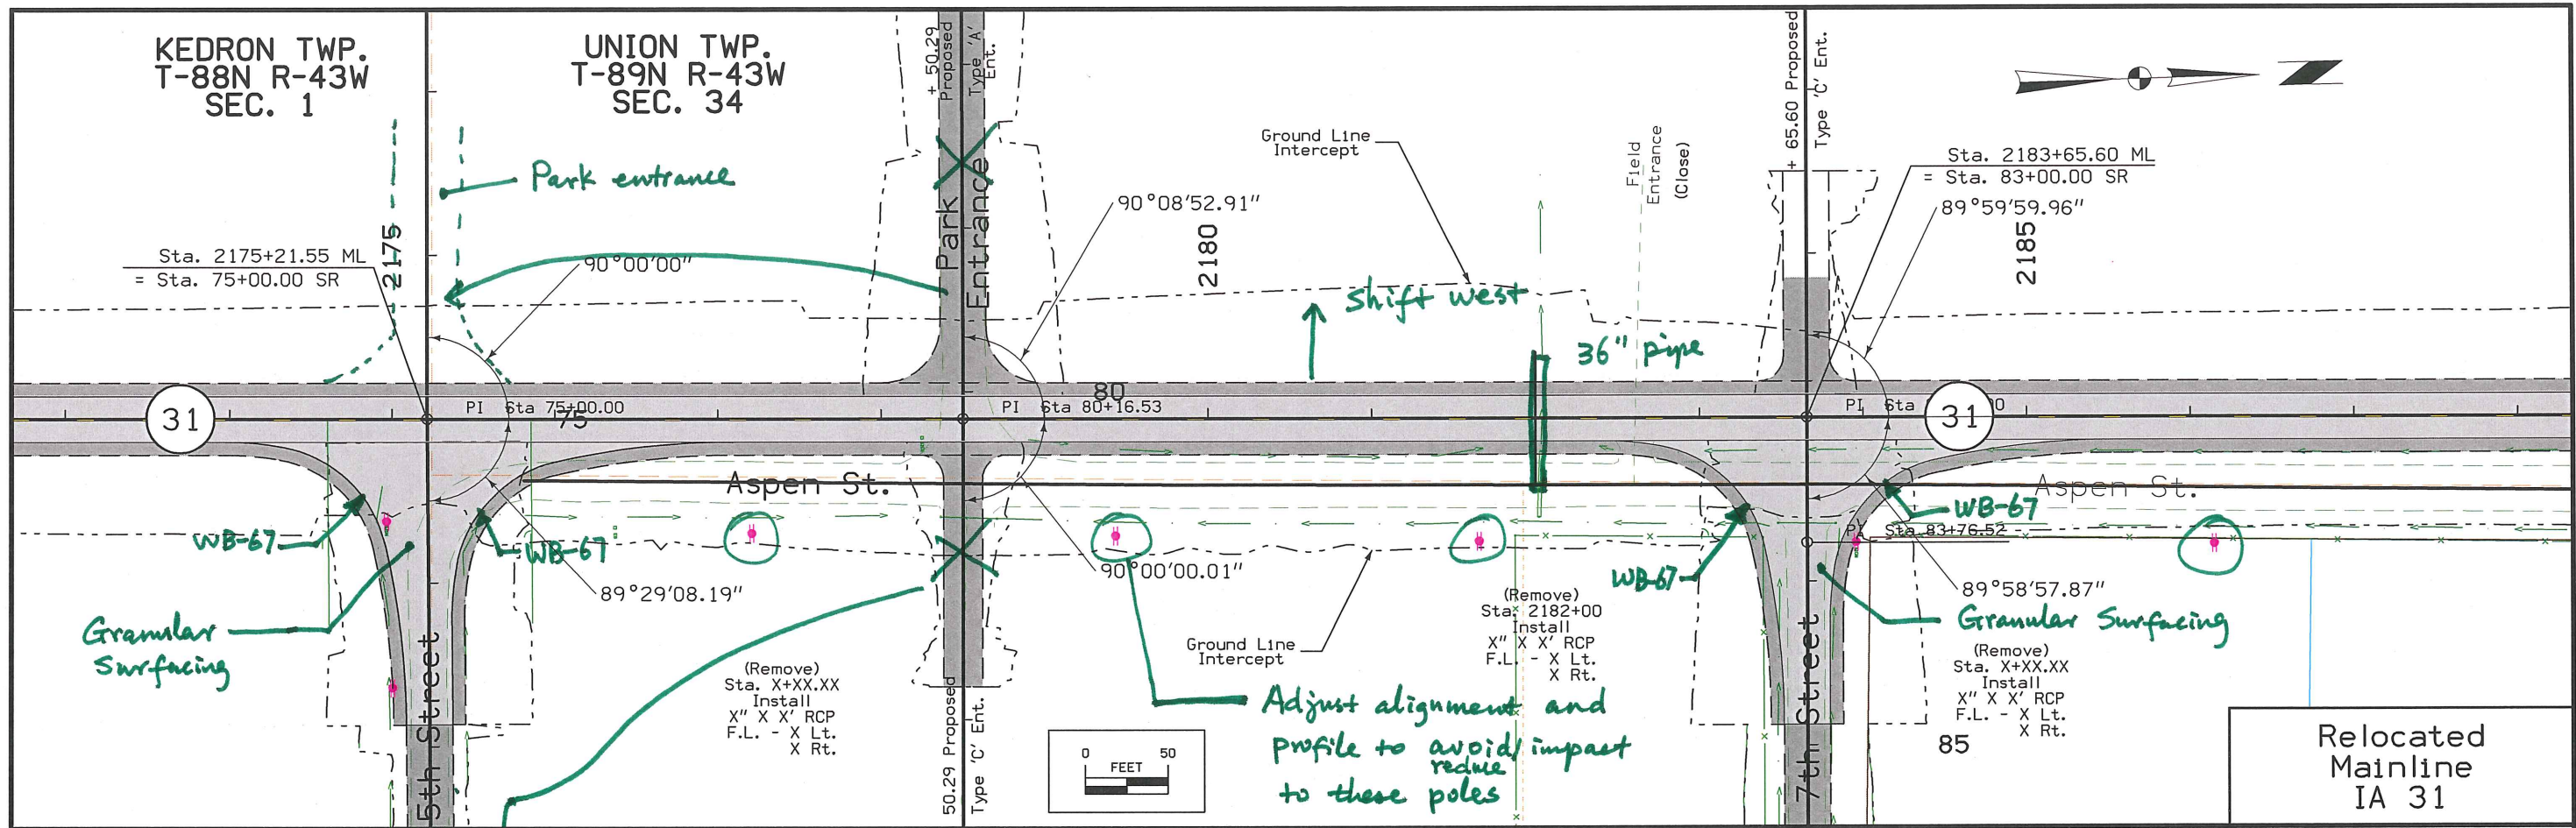 KEDRON TWP.
T-88N R-43W
SEC. 1
UNION TWP.
T-89N R-43W
SEC. 34
+ 50.29
Proposed
Type 'A'
Ent.
Park
Entrance
Park entrance
Ground Line
Intercept
Field
Entrance
(Close)
+ 65.60 Proposed
Type 'C' Ent.
Sta. 2183+65.60 ML
= Sta. 83+00.00 SR
89°59'59.96"
90°08'52.91"
2175
2180
2185
Sta. 2175+21.55 ML
= Sta. 75+00.00 SR
90°00'00"
Shift west
36" pipe
31
PI Sta 75+00.00
75
PI Sta 80+16.53
80
PI Sta
31
Aspen St.
Aspen St.
WB-67
WB-67
WB-67
WB-67
PI Sta 83+76.52
89°29'08.19"
90°00'00.01"
89°58'57.87"
Granular
Surfacing
Granular Surfacing
Ground Line
Intercept
(Remove)
Sta. X+XX.XX
Install
X" X X' RCP
F.L. - X Lt.
X Rt.
(Remove)
Sta. 2182+00
Install
X" X X' RCP
F.L. - X Lt.
X Rt.
(Remove)
Sta. X+XX.XX
Install
X" X X' RCP
F.L. - X Lt.
X Rt.
85
5th Street
50.29 Proposed
Type 'C' Ent.
7th Street
0 50
FEET
Adjust alignment and
profile to avoid/impact
reduce
to these poles
Relocated
Mainline
IA 31